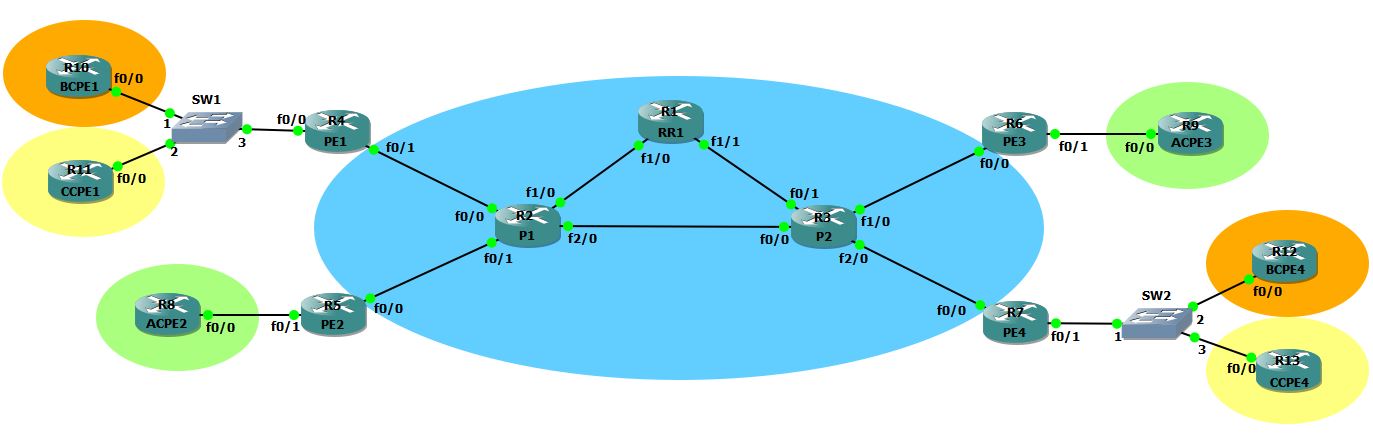 R10
BCPE1
f0/0
SW1
1
2
3
R11
CCPE1
f0/0
f0/0
R4
PE1
f0/1
R1
RR1
f1/0
f1/1
f1/0
f0/0
R2
P1
f2/0
f0/1
f0/1
f0/0
R3
P2
f1/0
f2/0
R6
PE3
f0/0
f0/1
R9
ACPE3
f0/0
R8
ACPE2
f0/0
f0/1
R5
PE2
f0/0
f0/0
R7
PE4
f0/1
SW2
1
2
3
R12
BCPE4
f0/0
R13
CCPE4
f0/0